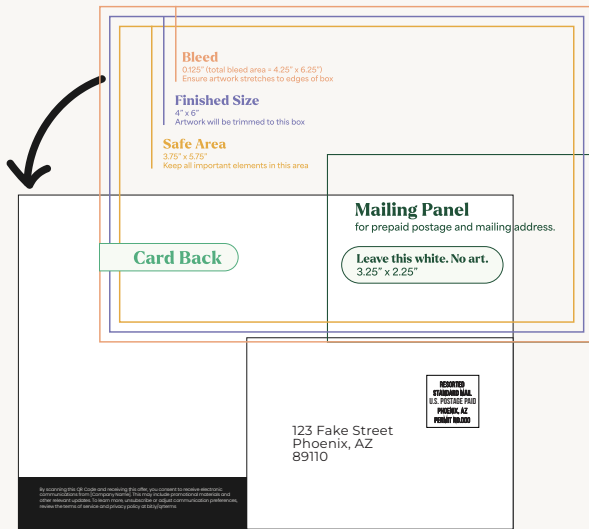 Bleed
0.125" (total bleed area = 4.25" x 6.25")
Ensure artwork stretches to edges of box
Finished Size
4" x 6"
Artwork will be trimmed to this box
Safe Area
3.75" x 5.75"
Keep all important elements in this area
Mailing Panel
for prepaid postage and mailing address.
Card Back
Leave this white. No art.
3.25" x 2.25"
RESORTED
STANDARD MAIL
U.S. POSTAGE PAID
PHOENIX, AZ
PERMIT NO.000
123 Fake Street
Phoenix, AZ
89110
By scanning this QR Code and receiving this offer, you consent to receive electronic
communications from [Company Name]. This may include promotional materials and
other relevant updates. To learn more, unsubscribe or adjust communication preferences,
review the terms of service and privacy policy at bitly/qrterms